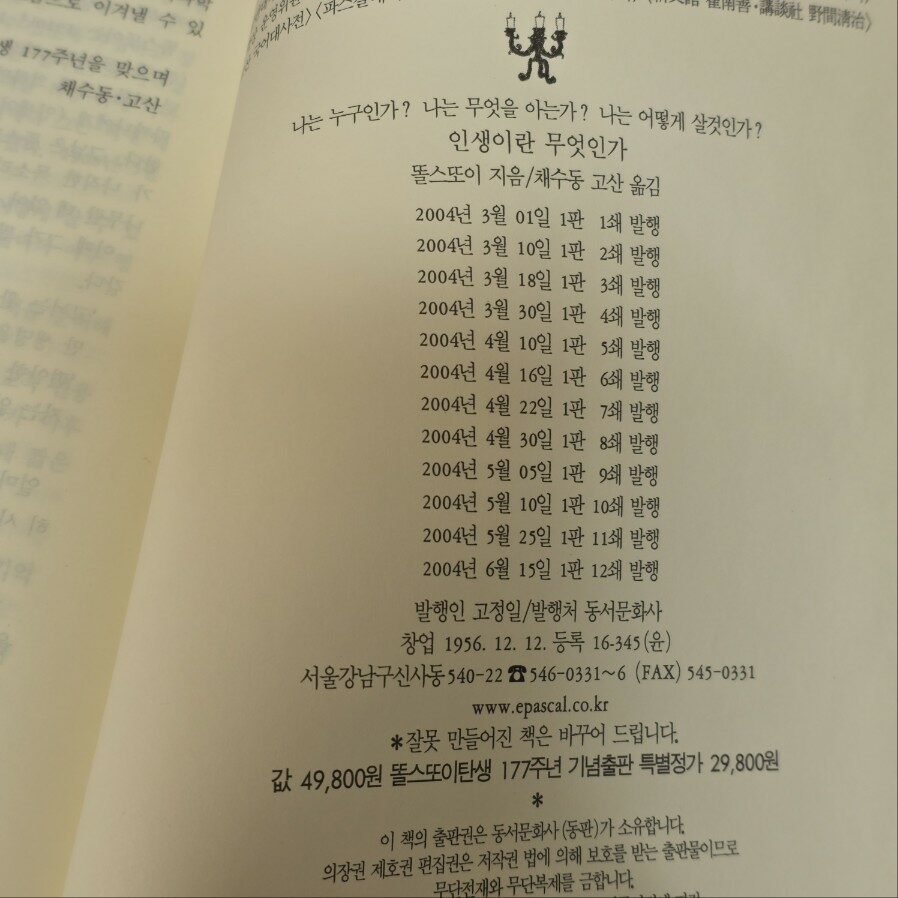 으로 이겨낼 수 있
177주년을 맞으며
채수동·고산
講談社 野間淸治〉
나는 누구인가? 나는 무엇을 아는가? 나는 어떻게 살것인가?
인생이란 무엇인가
똘스또이 지음/채수동 고산 옮김
2004년 3월 01일 1판 1쇄 발행
2004년 3월 10일 1판 2쇄 발행
2004년 3월 18일 1판 3쇄 발행
2004년 3월 30일 1판 4쇄 발행
2004년 4월 10일 1판 5쇄 발행
2004년 4월 16일 1판 6쇄 발행
2004년 4월 22일 1판 7쇄 발행
2004년 4월 30일 1판 8쇄 발행
2004년 5월 05일 1판 9쇄 발행
2004년 5월 10일 1판 10쇄 발행
2004년 5월 25일 1판 11쇄 발행
2004년 6월 15일 1판 12쇄 발행
발행인 고정일/발행처 동서문화사
창업 1956. 12. 12. 등록 16-345(윤)
서울강남구신사동540-22 ☎546-0331~6 (FAX) 545-0331
www.epascal.co.kr
*잘못 만들어진 책은 바꾸어 드립니다.
값 49,800원 똘스또이탄생 177주년 기념출판 특별정가 29,800원
*
이 책의 출판권은 동서문화사(동판)가 소유합니다.
의장권 제호권 편집권은 저작권 법에 의해 보호를 받는 출판물이므로
무단전재와 무단복제를 금합니다.